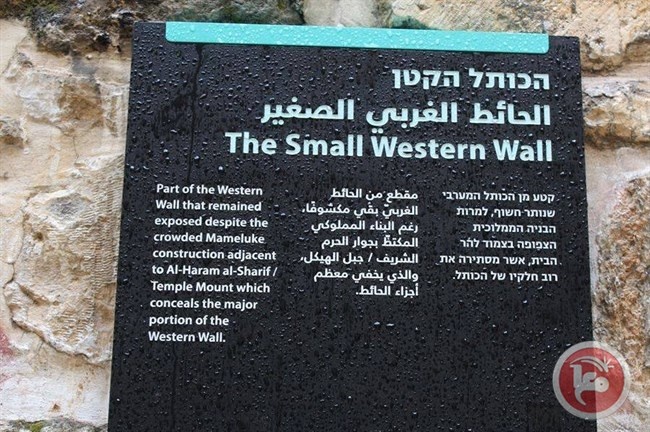 הכותל הקטן
الحائط الغربي الصغير
The Small Western Wall
Part of the Western
Wall that remained
exposed despite the
crowded Mameluke
construction adjacent
to Al-Haram al-Sharif /
Temple Mount which
conceals the major
portion of the
Western Wall.
مقطع من الحائط
الغربيّ بقي مكشوفًا،
رغم البناء المملوكي
المكتظّ بجوار الحرم
الشريف / جبل الهيكل،
والذي يخفي معظم
أجزاء الحائط.
קטע מן הכותל המערבי
שנותר חשוף, למרות
הבניה הממלוכית
הצפופה בצמוד להר
הבית, אשר מסתירה את
רוב חלקיו של הכותל.